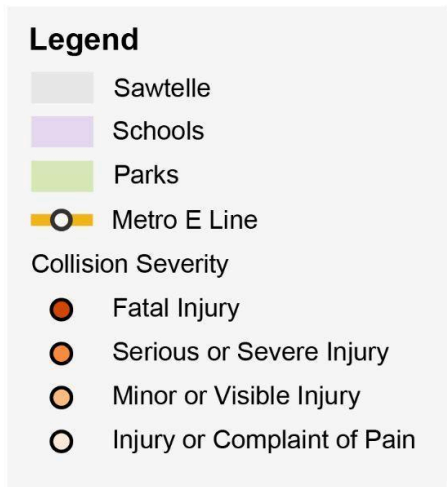 Legend
Sawtelle
Schools
Parks
Metro E Line
Collision Severity
Fatal Injury
Serious or Severe Injury
Minor or Visible Injury
Injury or Complaint of Pain